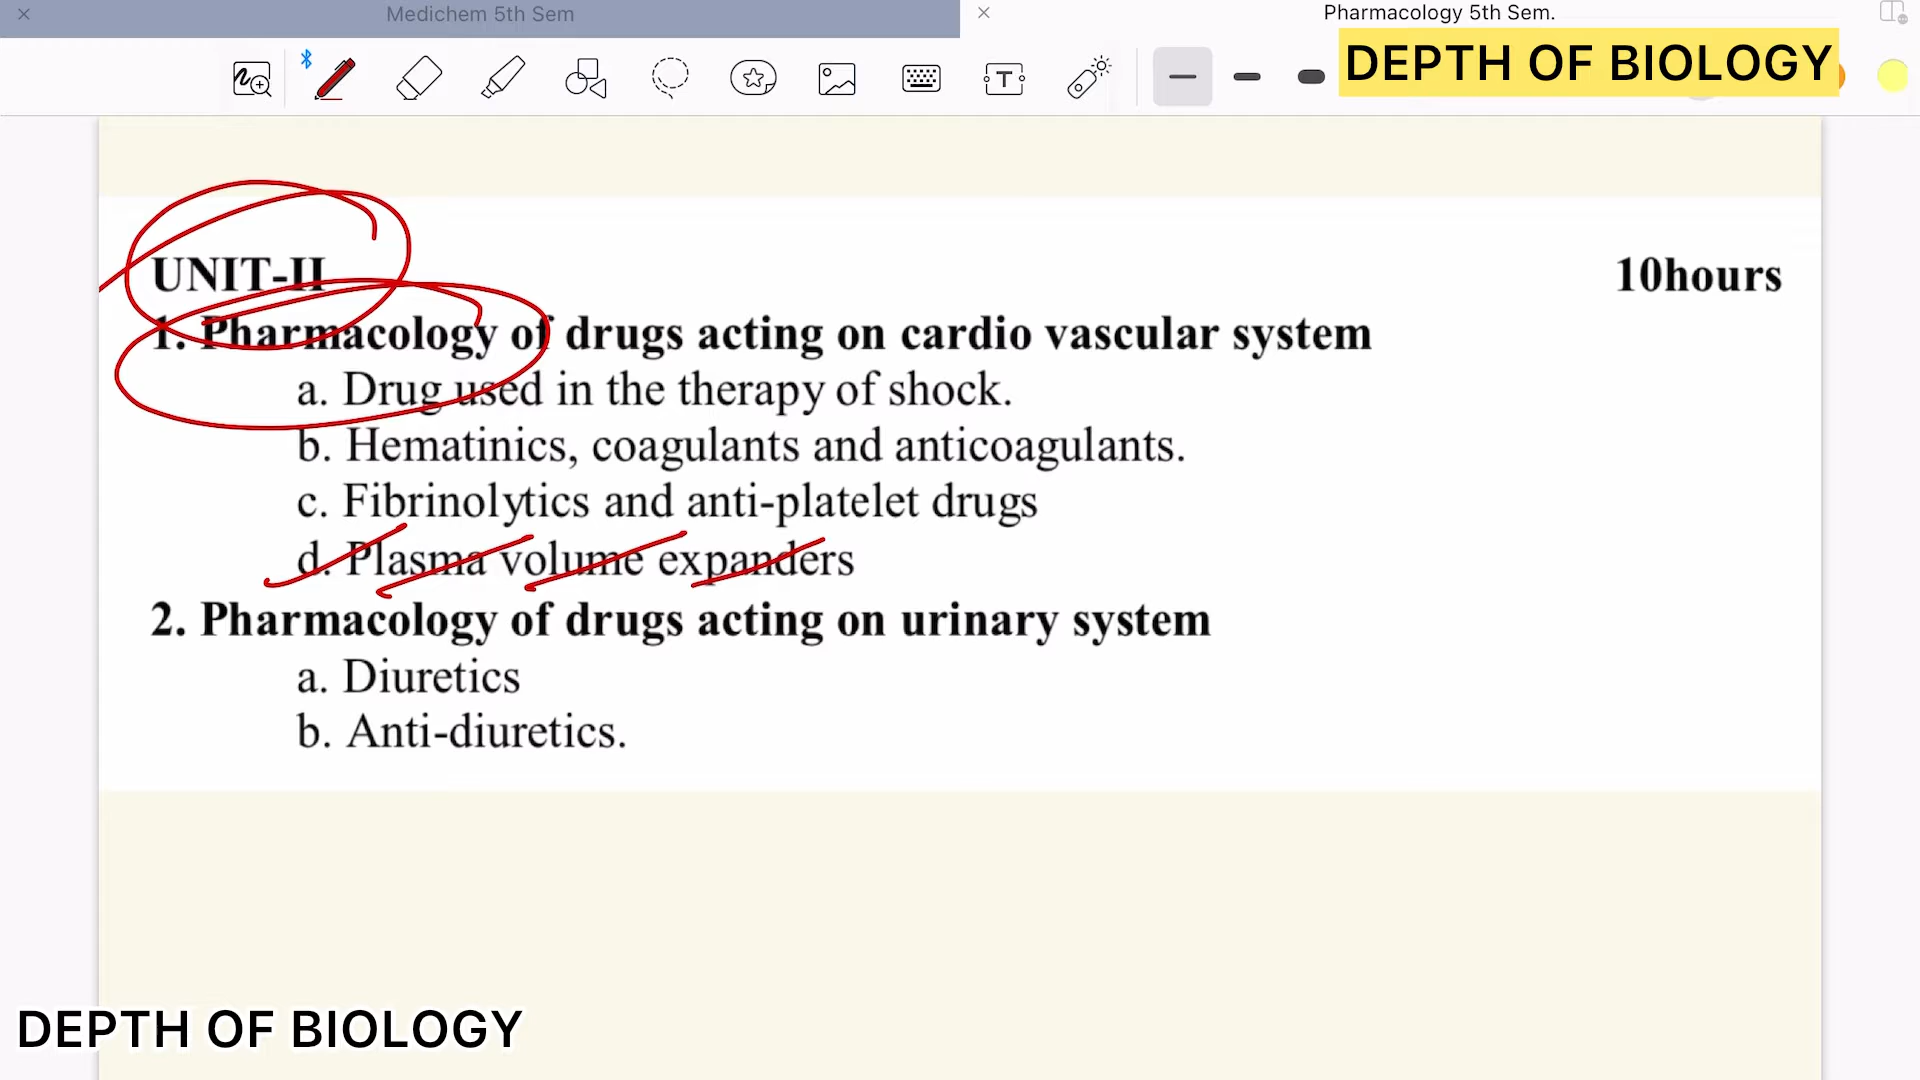 Medichem 5th Sem
Pharmacology 5th Sem.
DEPTH OF BIOLOGY
UNIT-II 10hours
1. Pharmacology of drugs acting on cardio vascular system
a. Drug used in the therapy of shock.
b. Hematinics, coagulants and anticoagulants.
c. Fibrinolytics and anti-platelet drugs
d. Plasma volume expanders
2. Pharmacology of drugs acting on urinary system
a. Diuretics
b. Anti-diuretics.
DEPTH OF BIOLOGY